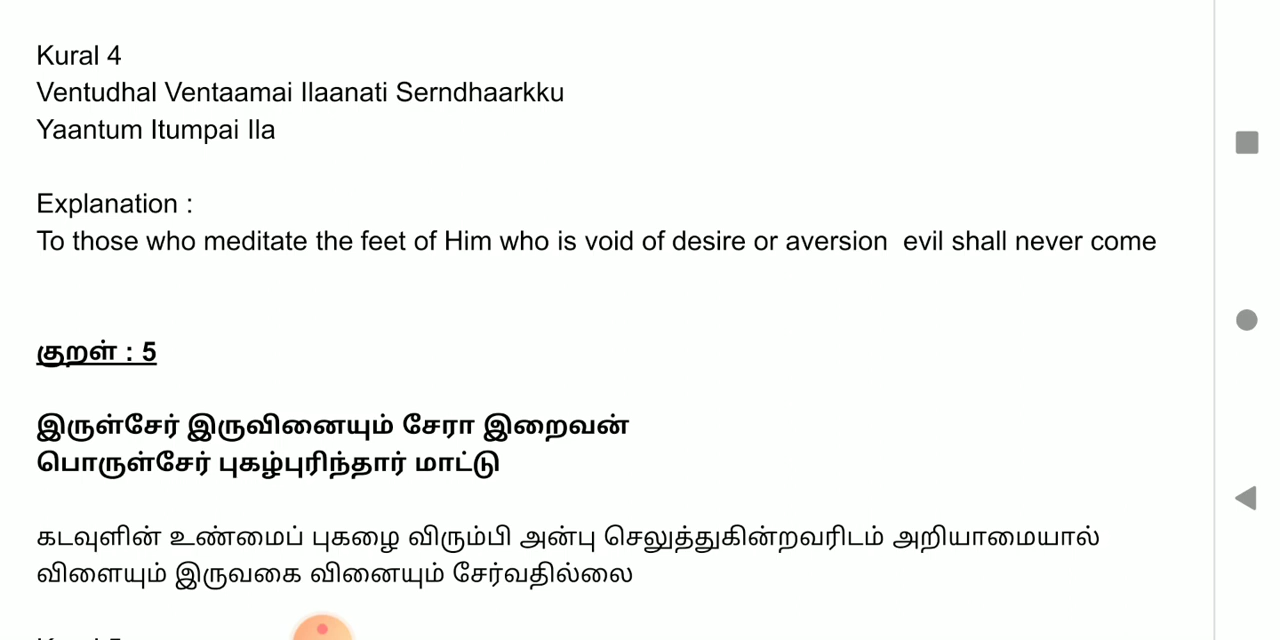 Kural 4
Ventudhal Ventaamai Ilaanati Serndhaarkku
Yaantum Itumpai Ila
Explanation :
To those who meditate the feet of Him who is void of desire or aversion  evil shall never come
குறள் : 5
இருள்சேர் இருவினையும் சேரா இறைவன்
பொருள்சேர் புகழ்புரிந்தார் மாட்டு
கடவுளின் உண்மைப் புகழை விரும்பி அன்பு செலுத்துகின்றவரிடம் அறியாமையால்
விளையும் இருவகை வினையும் சேர்வதில்லை